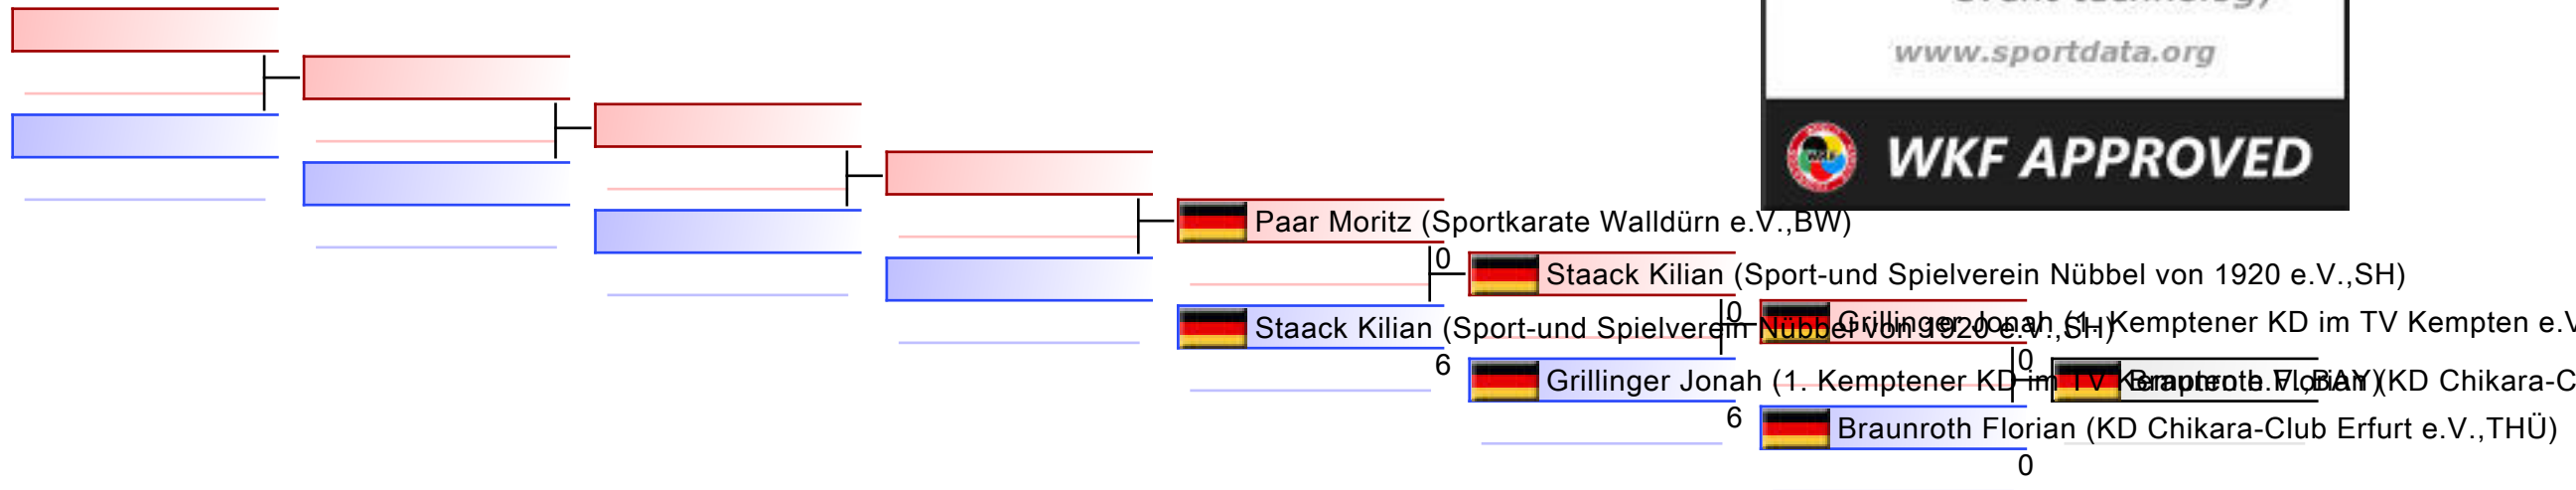 www.sportdata.org
WKF APPROVED
Paar Moritz (Sportkarate Walldürn e.V.,BW)
0
Staack Kilian (Sport-und Spielverein Nübbel von 1920 e.V.,SH)
0
Staack Kilian (Sport-und Spielverein Nübbel von 1920 e.V.,SH)
Grillinger Jonah (1. Kemptener KD im TV Kempten e.V
6
0
Grillinger Jonah (1. Kemptener KD im TV Kempten e.V.,BAY)
Braunroth Florian (KD Chikara-C
6
Braunroth Florian (KD Chikara-Club Erfurt e.V.,THÜ)
0